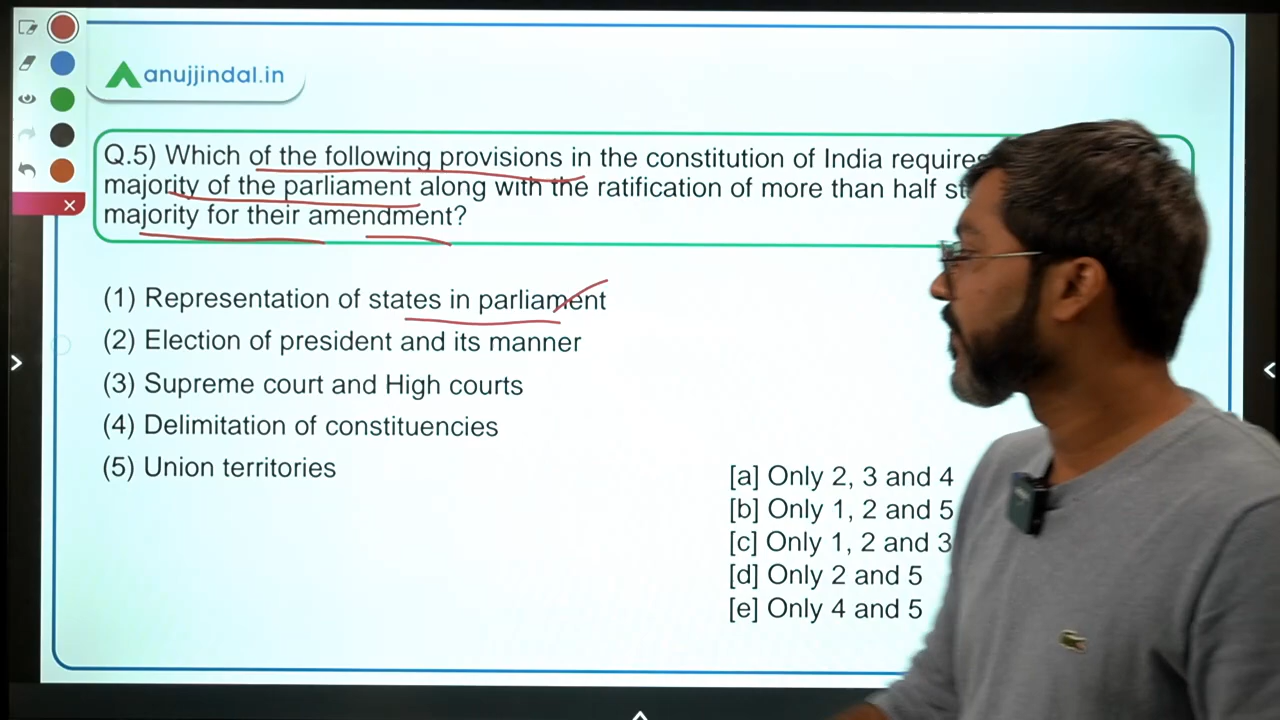 anujjindal.in
Q.5) Which of the following provisions in the constitution of India requires
majority of the parliament along with the ratification of more than half
majority for their amendment?
(1) Representation of states in parliament
(2) Election of president and its manner
(3) Supreme court and High courts
(4) Delimitation of constituencies
(5) Union territories
[a] Only 2, 3 and 4
[b] Only 1, 2 and 5
[c] Only 1, 2 and 3
[d] Only 2 and 5
[e] Only 4 and 5